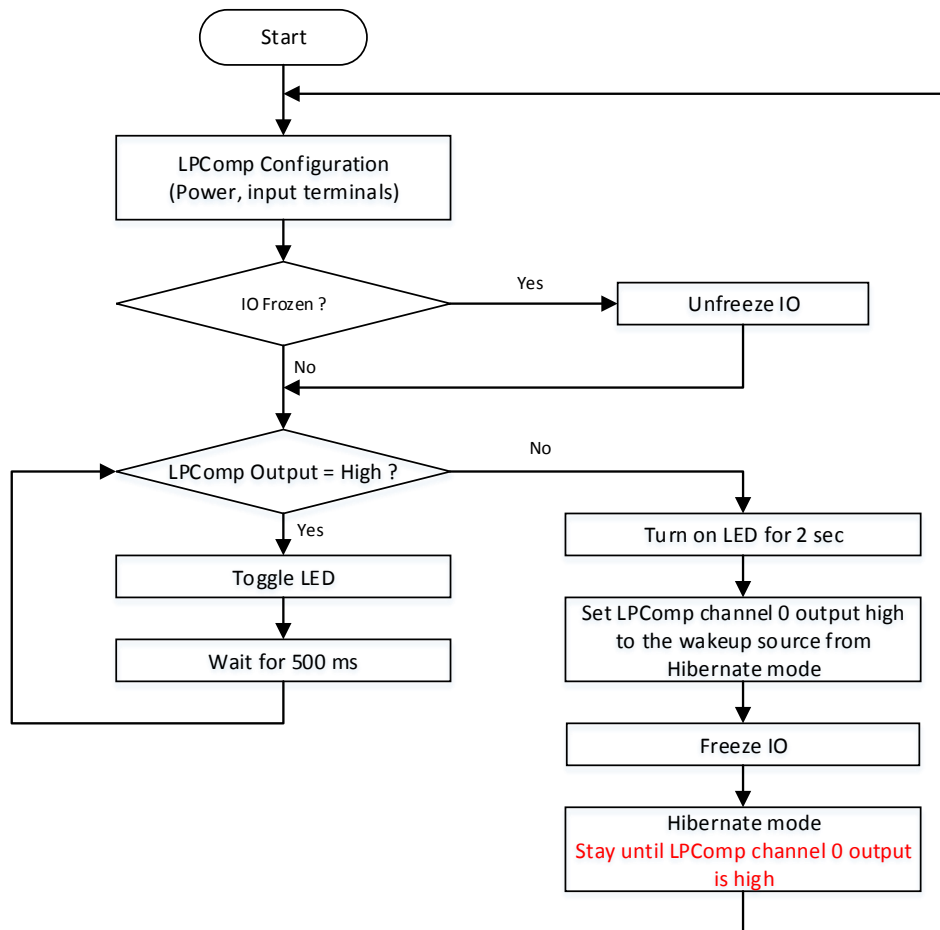 Start
LPComp Configuration
(Power, input terminals)
IO Frozen ?
Yes
Unfreeze IO
No
LPComp Output = High ?
No
Yes
Toggle LED
Wait for 500 ms
Turn on LED for 2 sec
Set LPComp channel 0 output high
to the wakeup source from
Hibernate mode
Freeze IO
Hibernate mode
Stay until LPComp channel 0 output
is high